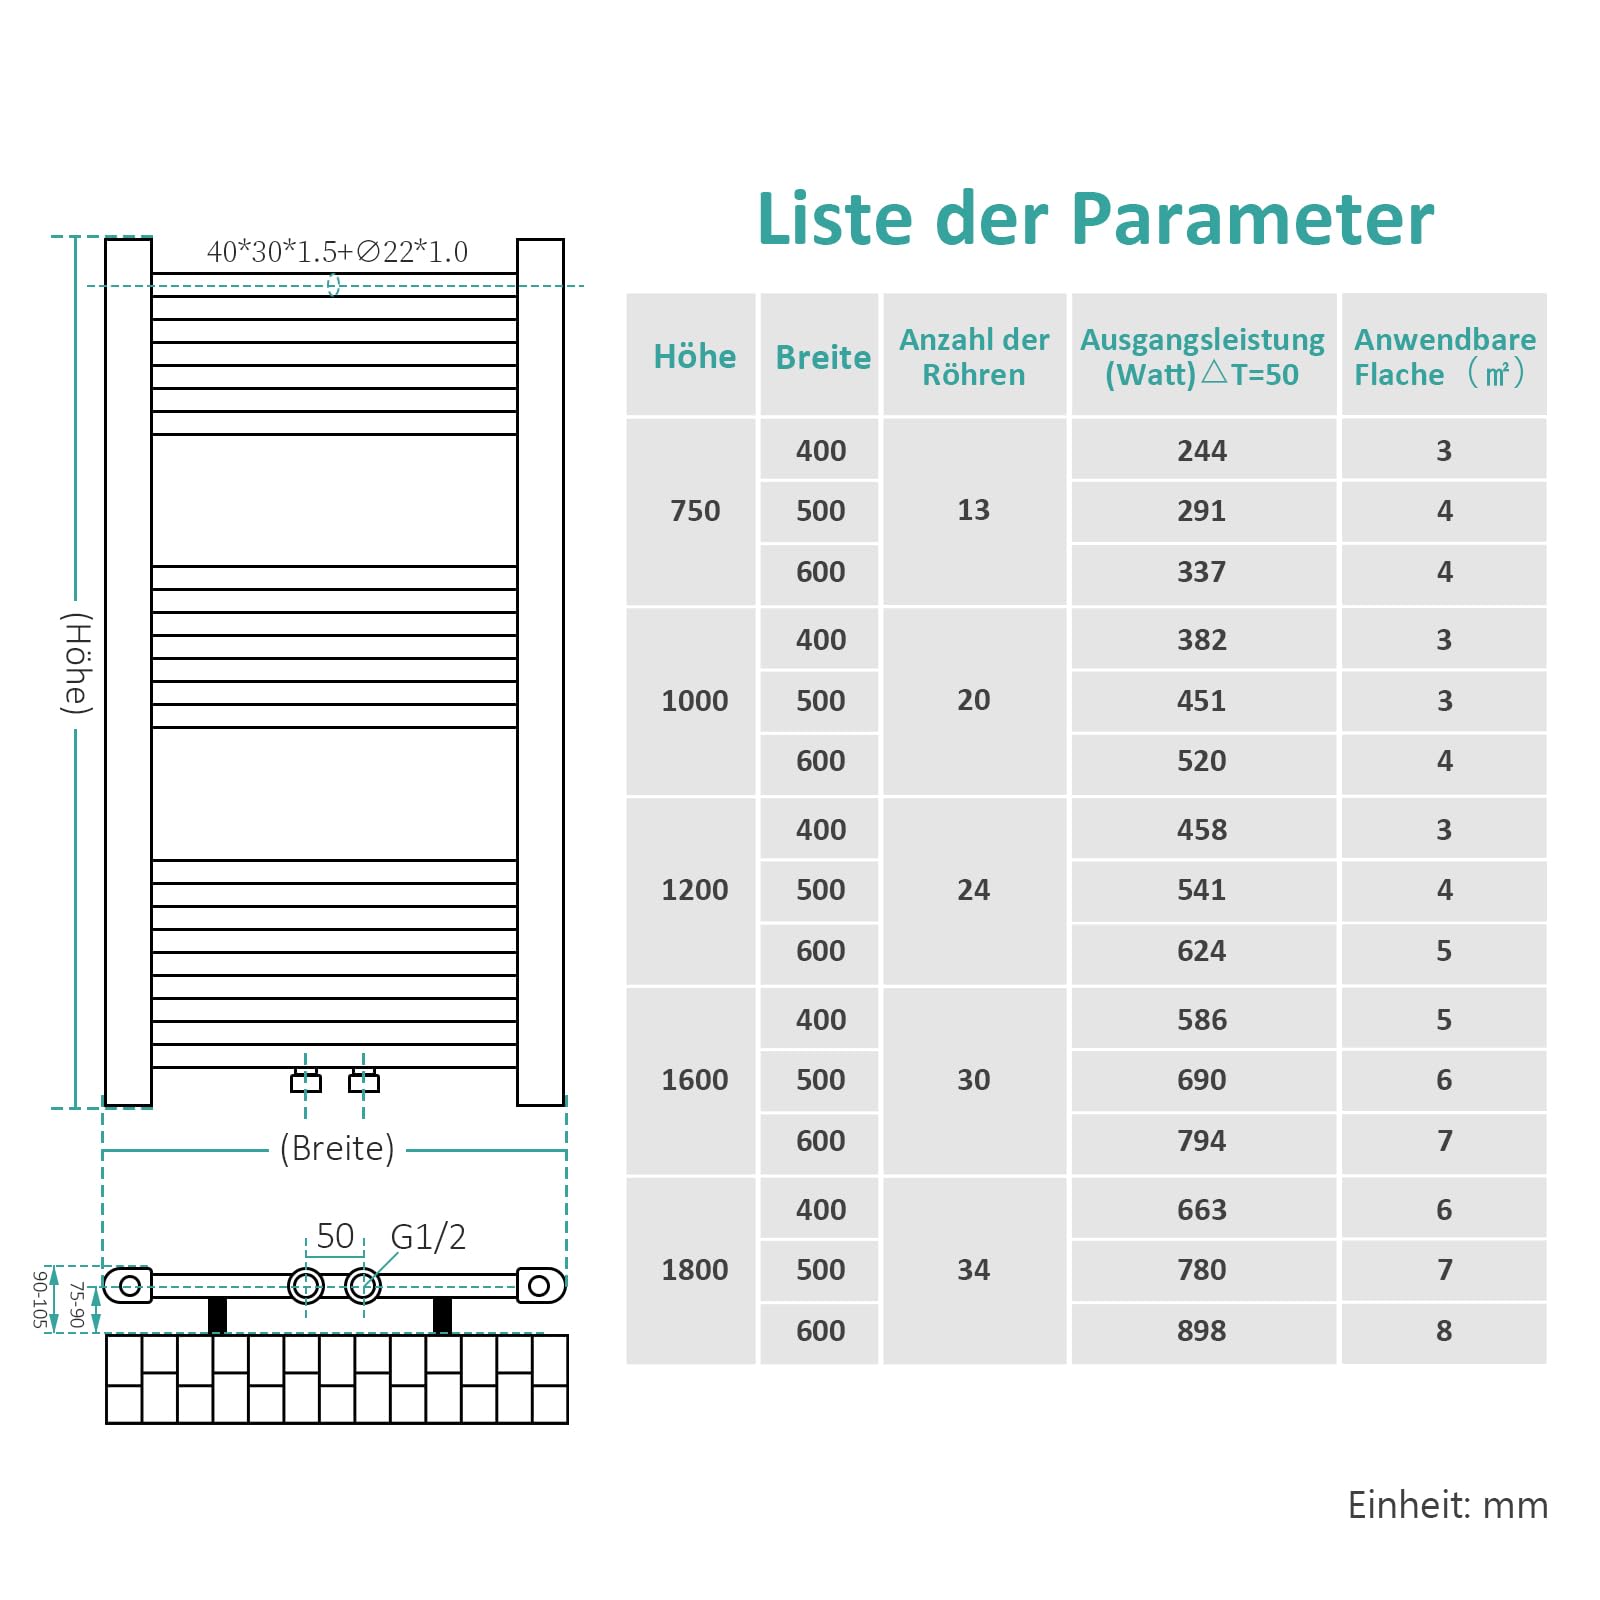 Liste der Parameter
40*30*1.5+∅22*1.0
(Höhe)
(Breite)
50
G1/2
90-105
75-90
Höhe
Breite
Anzahl der
Röhren
Ausgangsleistung
(Watt)△T=50
Anwendbare
Flache（㎡）
750
13
400 244 3
500 291 4
600 337 4
1000
20
400 382 3
500 451 3
600 520 4
1200
24
400 458 3
500 541 4
600 624 5
1600
30
400 586 5
500 690 6
600 794 7
1800
34
400 663 6
500 780 7
600 898 8
Einheit: mm